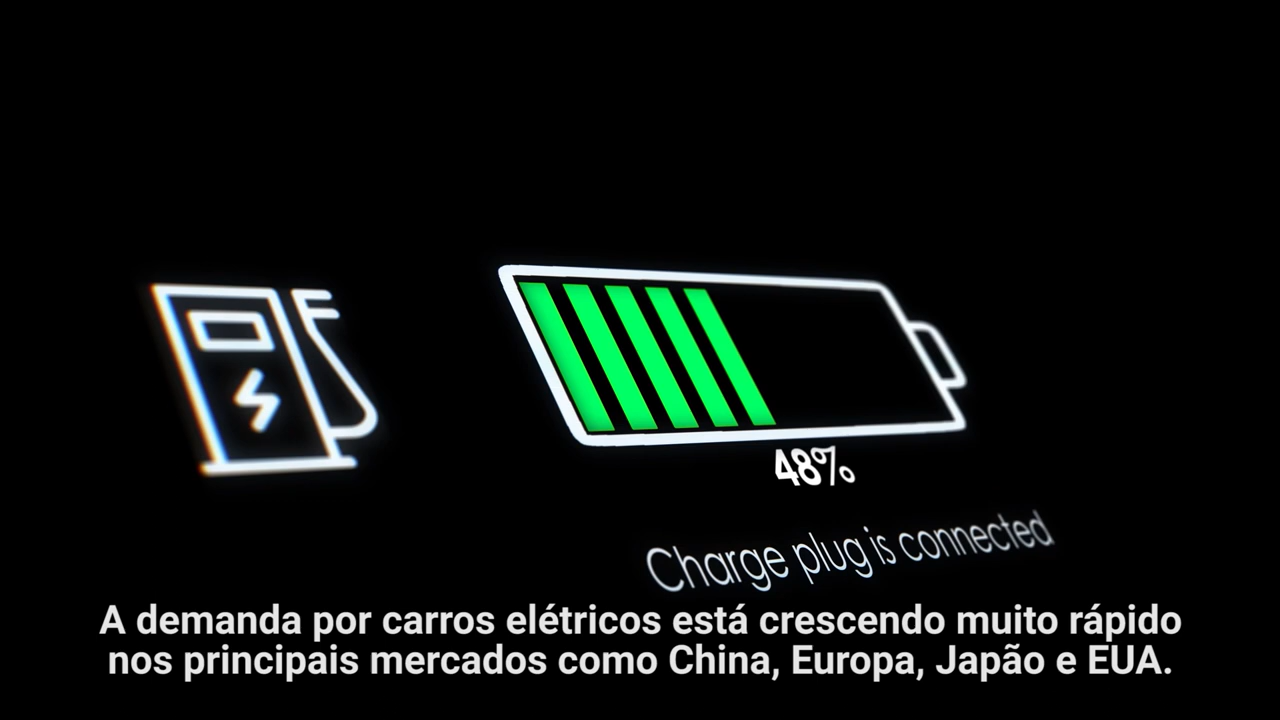 48%
Charge plug is connected
A demanda por carros elétricos está crescendo muito rápido
nos principais mercados como China, Europa, Japão e EUA.